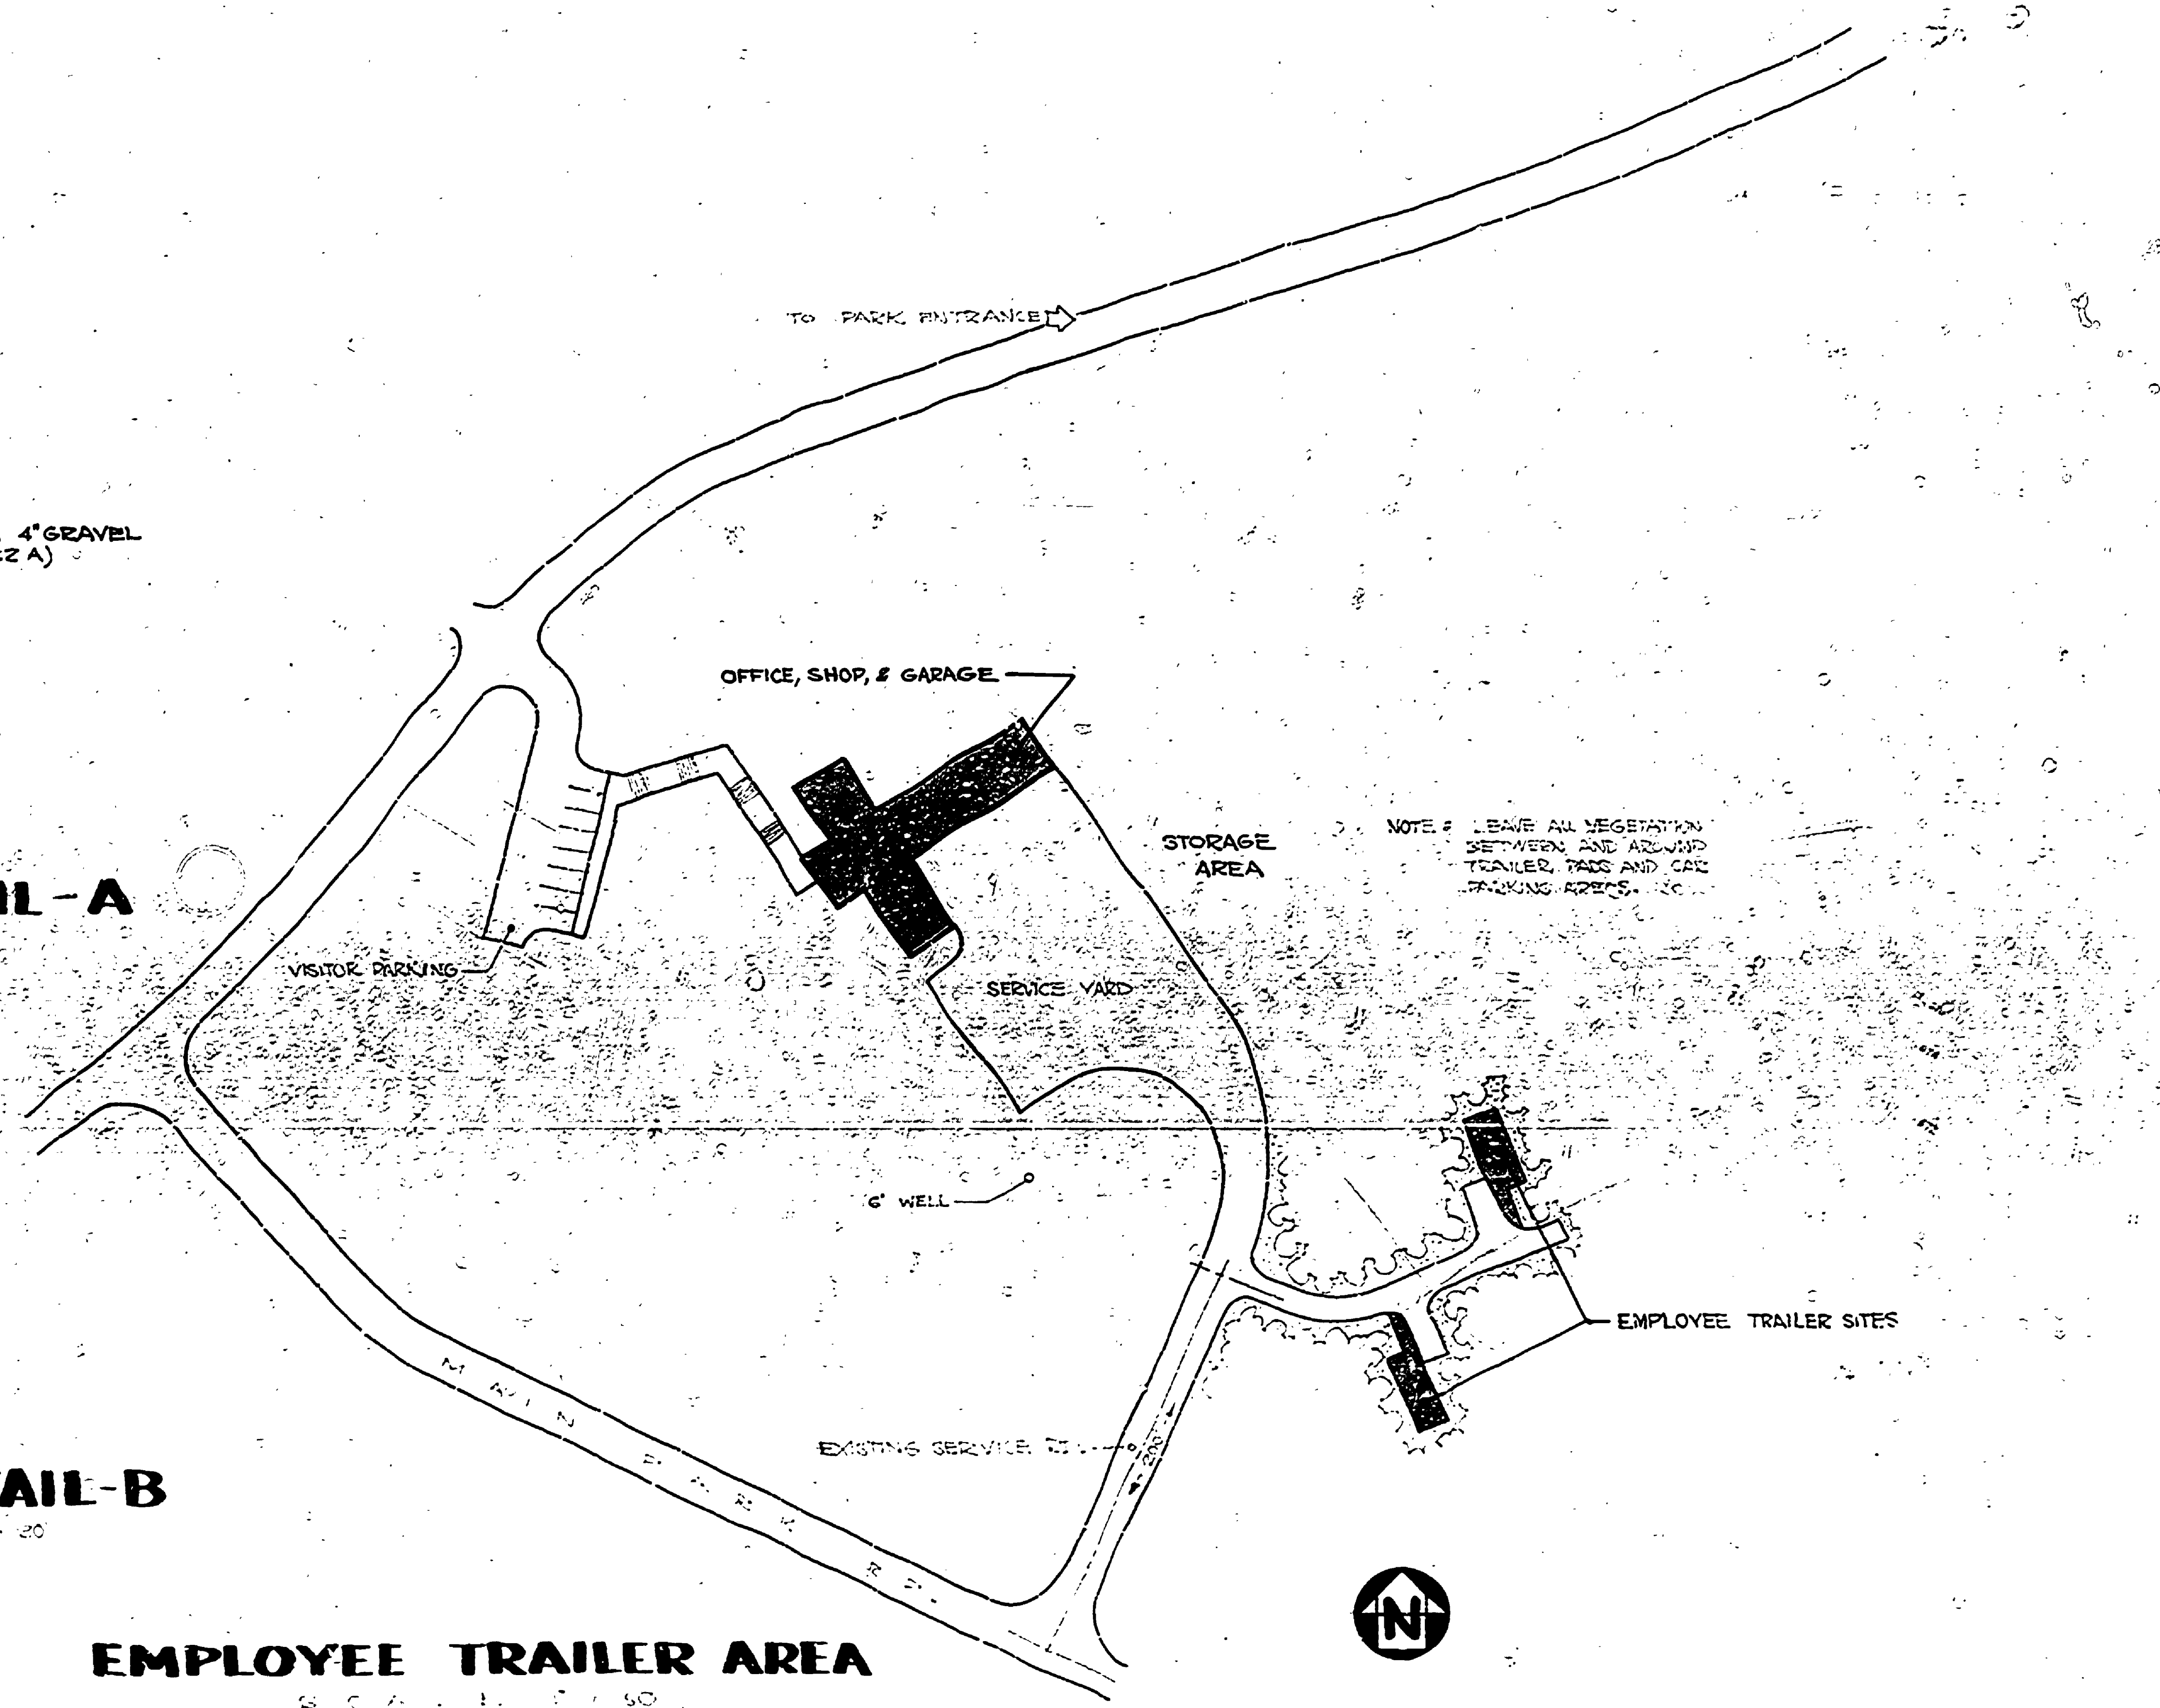 TO PARK ENTRANCE
4" GRAVEL
OFFICE, SHOP, & GARAGE
STORAGE
AREA
NOTE: LEAVE ALL VEGETATION
BETWEEN AND AROUND
TRAILER PADS AND CAR
PARKING AREAS.
IL-A
VISITOR PARKING
SERVICE YARD
6" WELL
EMPLOYEE TRAILER SITES
MAIN PARK RD.
EXISTING SERVICE
200'
AIL-B
20'
N
EMPLOYEE TRAILER AREA